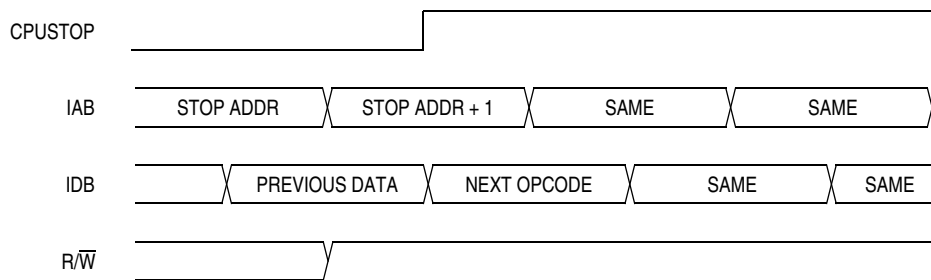 CPUSTOP
IAB STOP ADDR STOP ADDR + 1 SAME SAME
IDB PREVIOUS DATA NEXT OPCODE SAME SAME
R/W̅